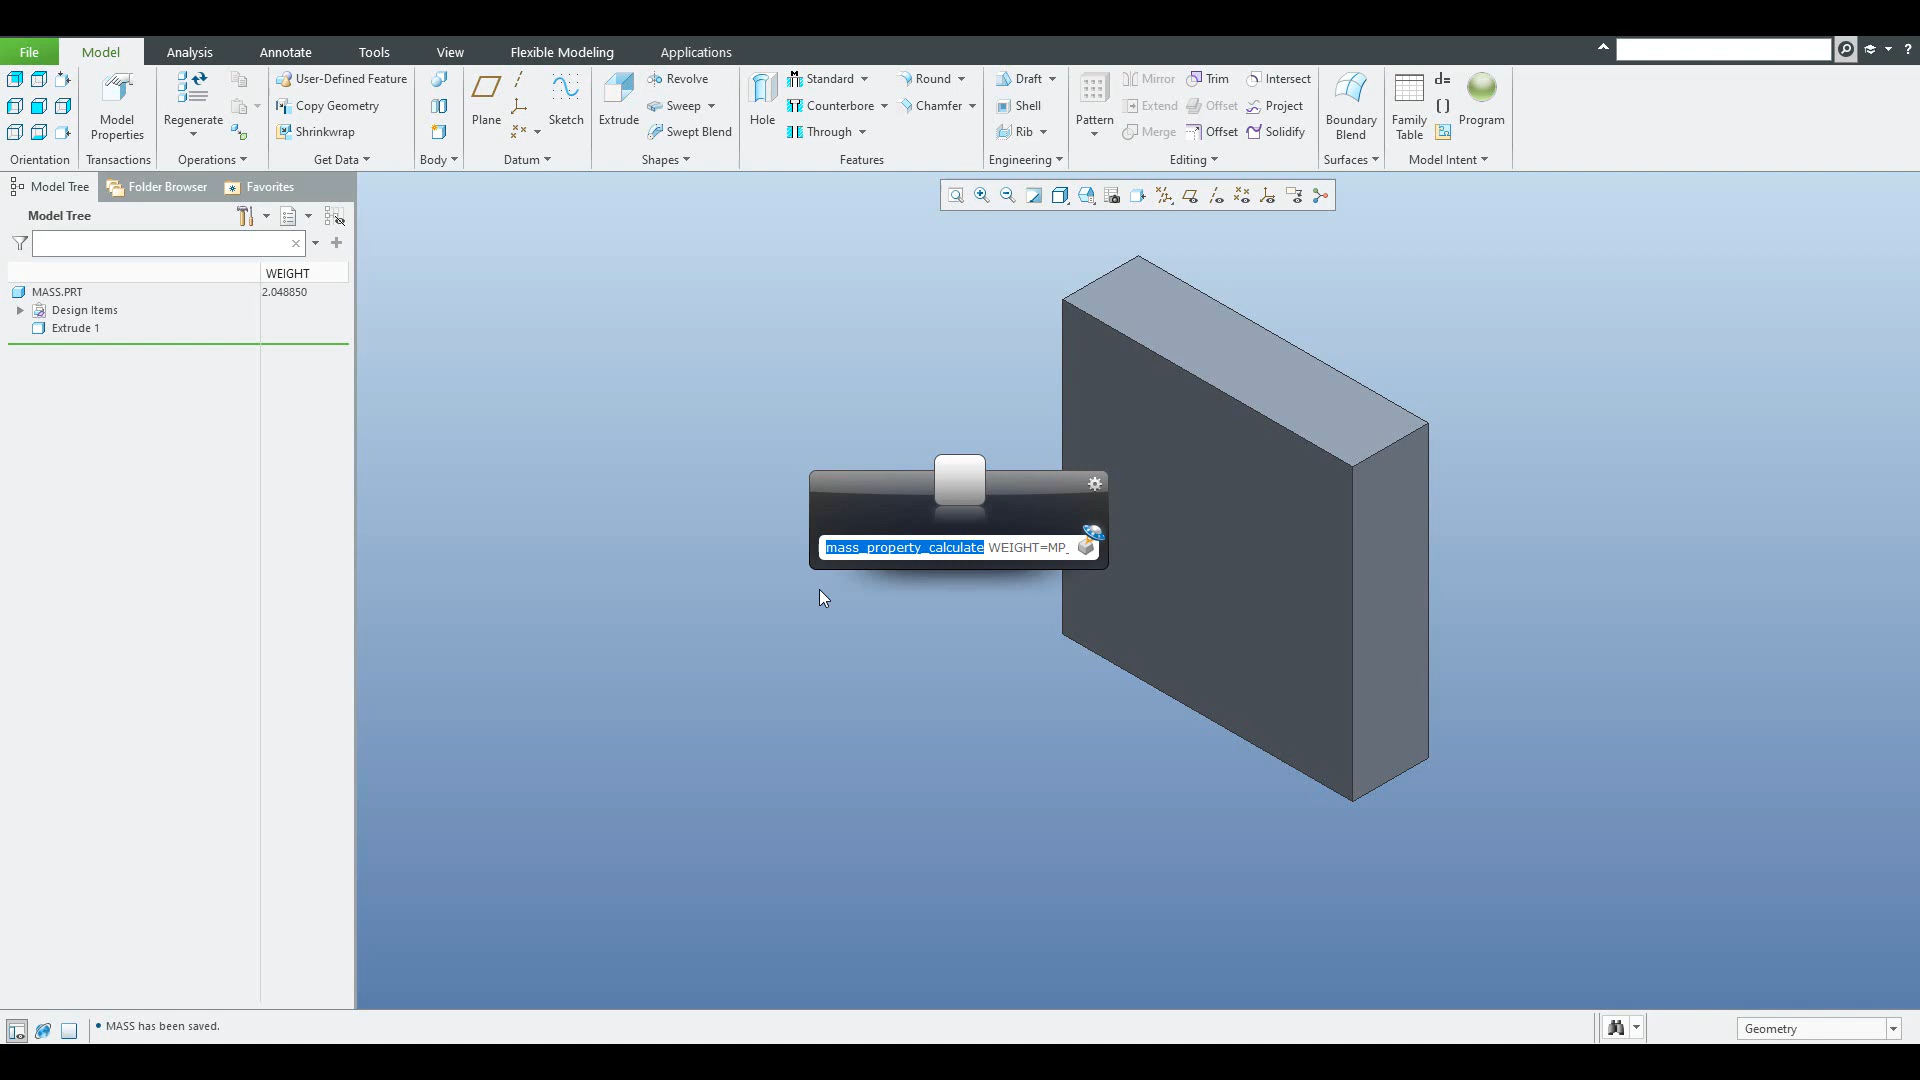 File
Model
Analysis
Annotate
Tools
View
Flexible Modeling
Applications
?
Model Properties
Regenerate
User-Defined Feature
Copy Geometry
Shrinkwrap
Plane
Sketch
Extrude
Revolve
Sweep
Swept Blend
Hole
Standard
Counterbore
Through
Round
Chamfer
Draft
Shell
Rib
Pattern
Mirror
Extend
Merge
Trim
Offset
Offset
Intersect
Project
Solidify
Boundary Blend
Family Table
d=
Program
Orientation
Transactions
Operations
Get Data
Body
Datum
Shapes
Features
Engineering
Editing
Surfaces
Model Intent
Model Tree
Folder Browser
Favorites
Model Tree
WEIGHT
MASS.PRT 2.048850
Design Items
Extrude 1
mass_property_calculate WEIGHT=MP_
MASS has been saved.
Geometry